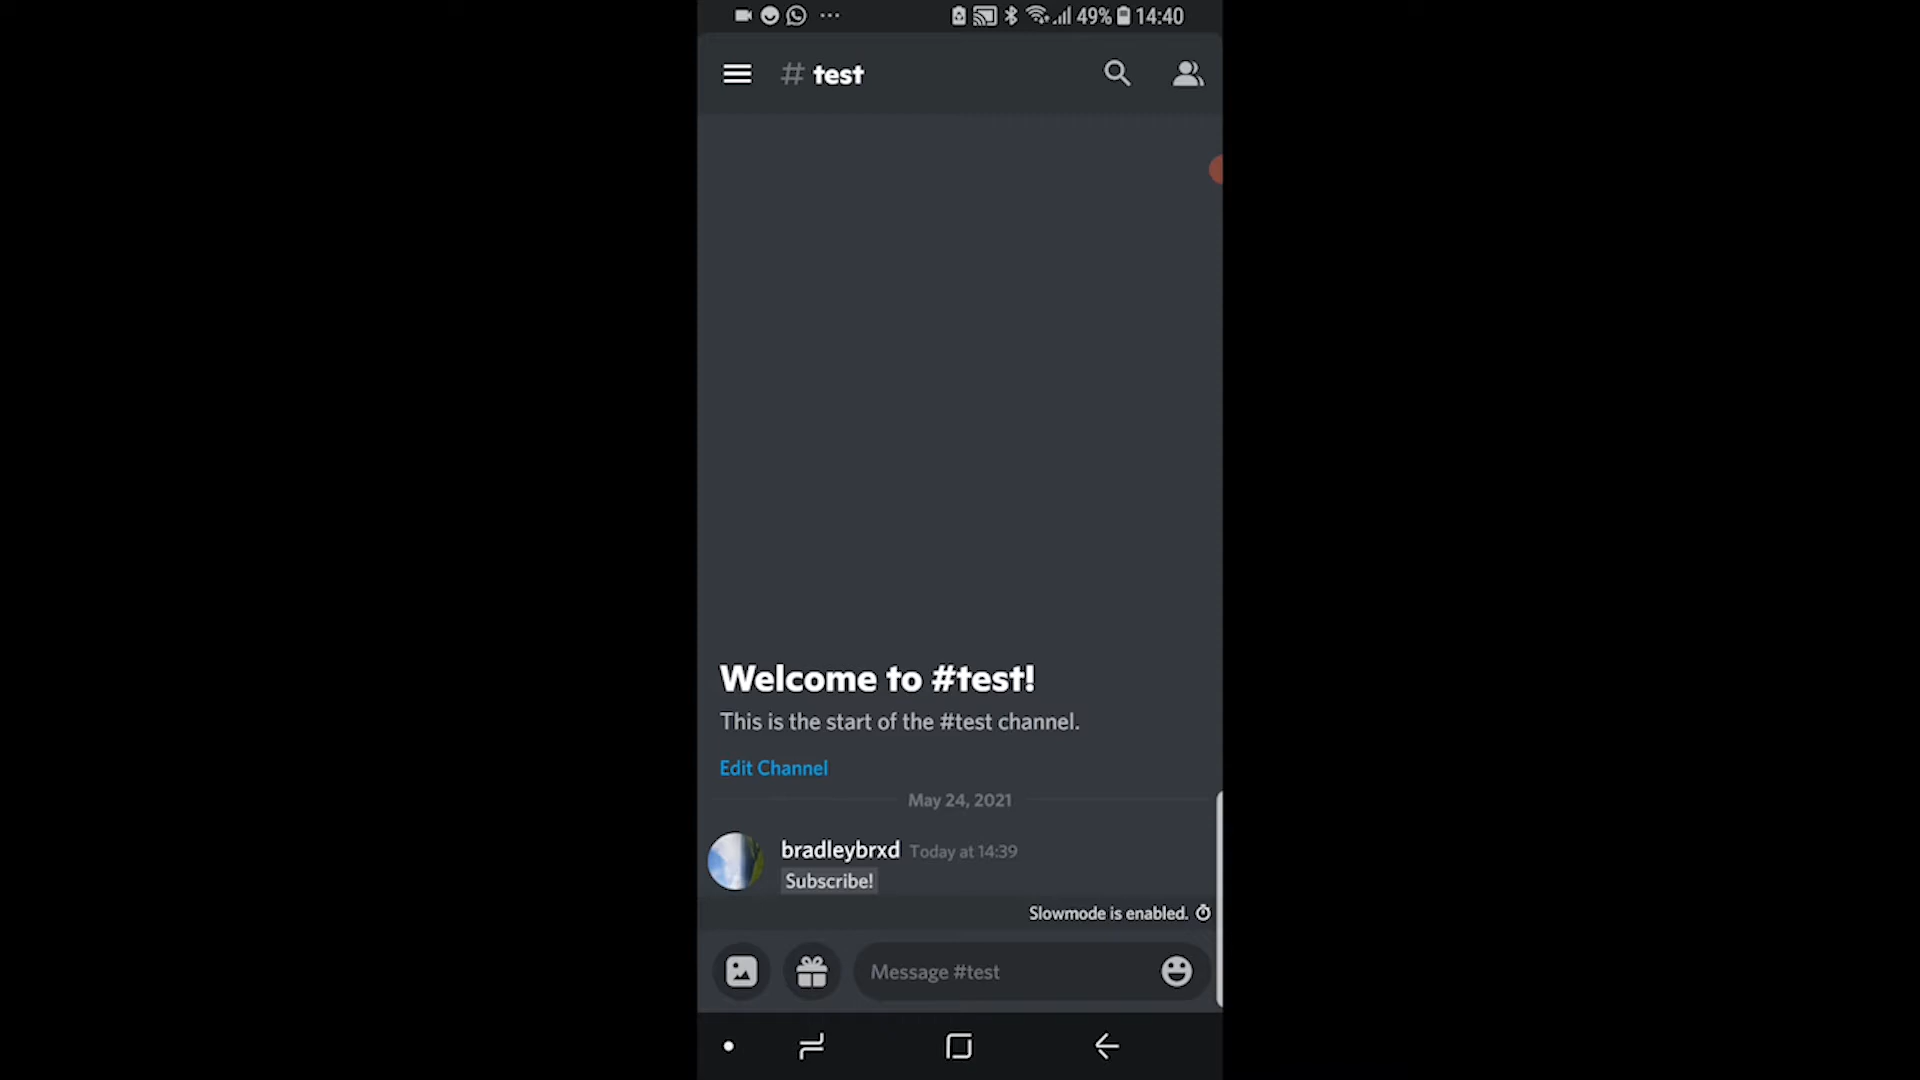 49% 14:40
# test
Welcome to #test!
This is the start of the #test channel.
Edit Channel
May 24, 2021
bradleybrxd Today at 14:39
Subscribe!
Slowmode is enabled.
Message #test